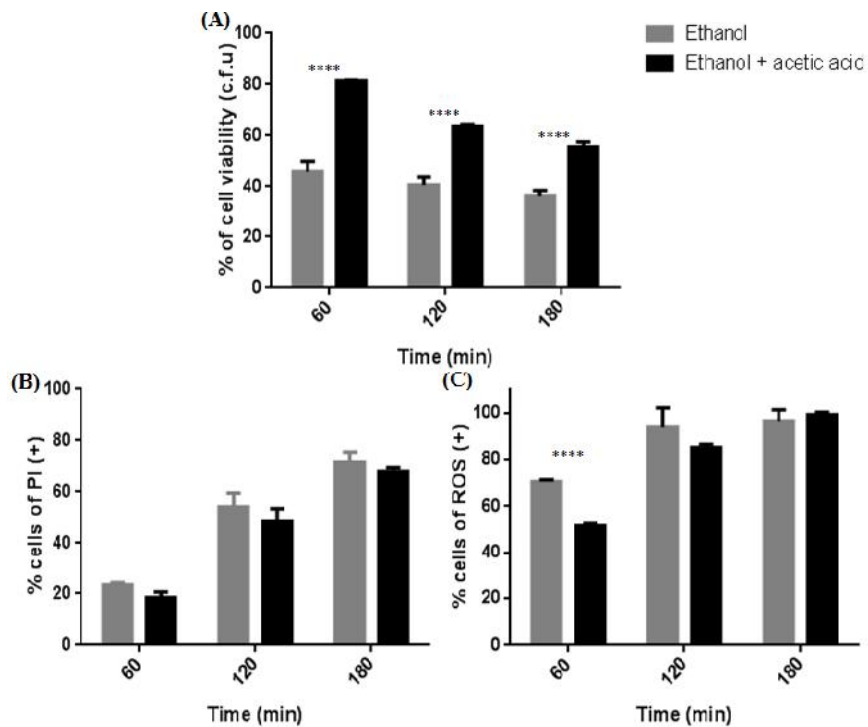 (A)
% of cell viability (c.f.u)
100
80
60
40
20
0
****
****
****
60
120
180
Time (min)
Ethanol
Ethanol + acetic acid
(B)
% cells of PI (+)
100
80
60
40
20
0
60
120
180
Time (min)
(C)
% cells of ROS (+)
100
80
60
40
20
0
****
60
120
180
Time (min)